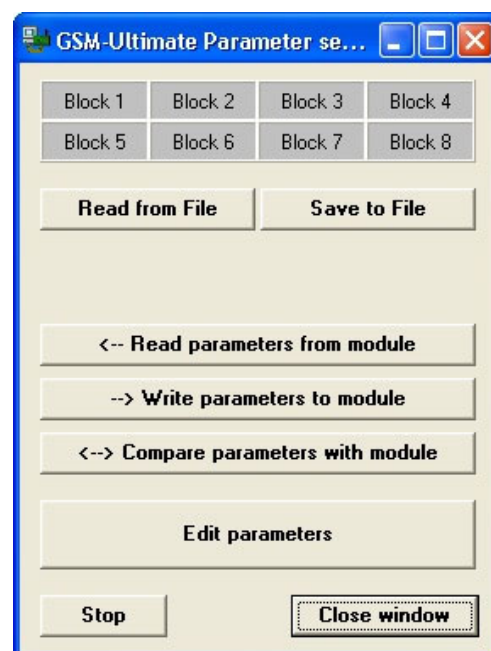 GSM-Ultimate Parameter se...
Block 1 Block 2 Block 3 Block 4
Block 5 Block 6 Block 7 Block 8
Read from File Save to File
<-- Read parameters from module
--> Write parameters to module
<--> Compare parameters with module
Edit parameters
Stop Close window